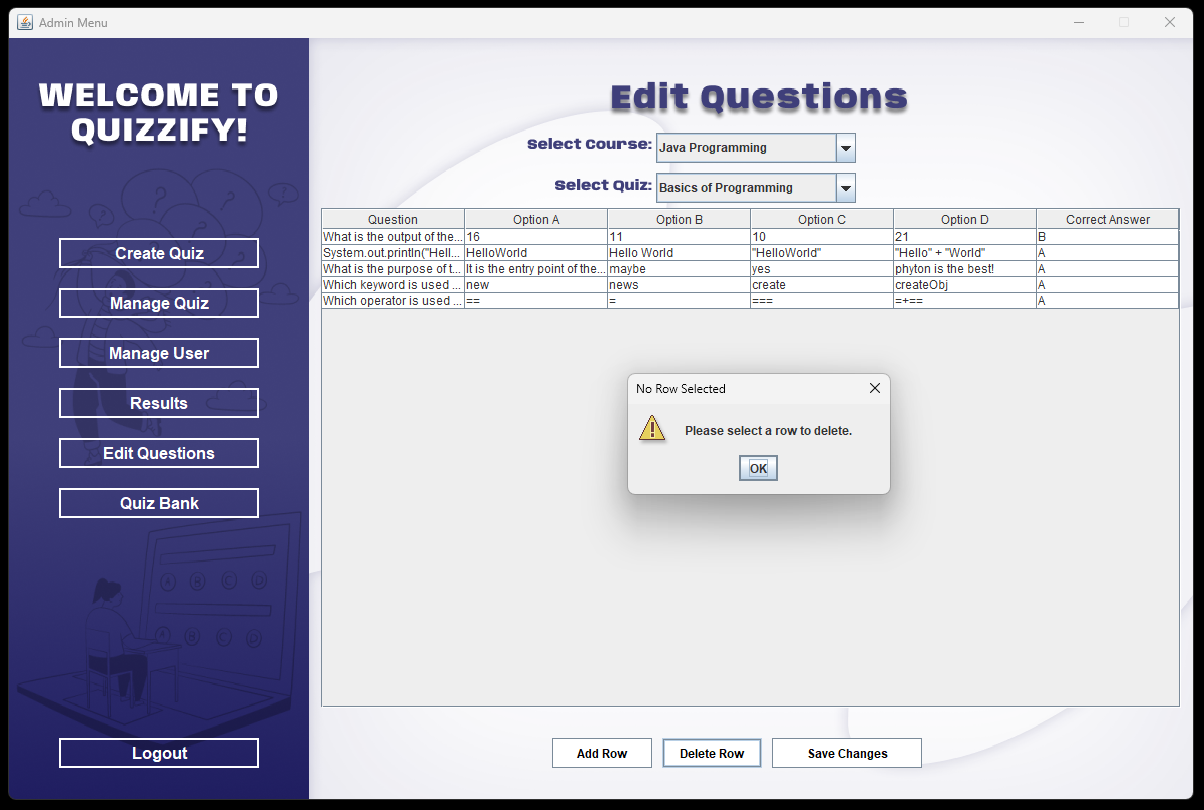 Admin Menu
WELCOME TO
QUIZZIFY!
Create Quiz
Manage Quiz
Manage User
Results
Edit Questions
Quiz Bank
Logout
Edit Questions
Select Course: Java Programming
Select Quiz: Basics of Programming
Question Option A Option B Option C Option D Correct Answer
What is the output of the... 16 11 10 21 B
System.out.println("Hell... HelloWorld Hello World "HelloWorld" "Hello" + "World" A
What is the purpose of t... It is the entry point of the... maybe yes phyton is the best! A
Which keyword is used ... new news create createObj A
Which operator is used ... == = === =+== A
No Row Selected
Please select a row to delete.
OK
Add Row Delete Row Save Changes